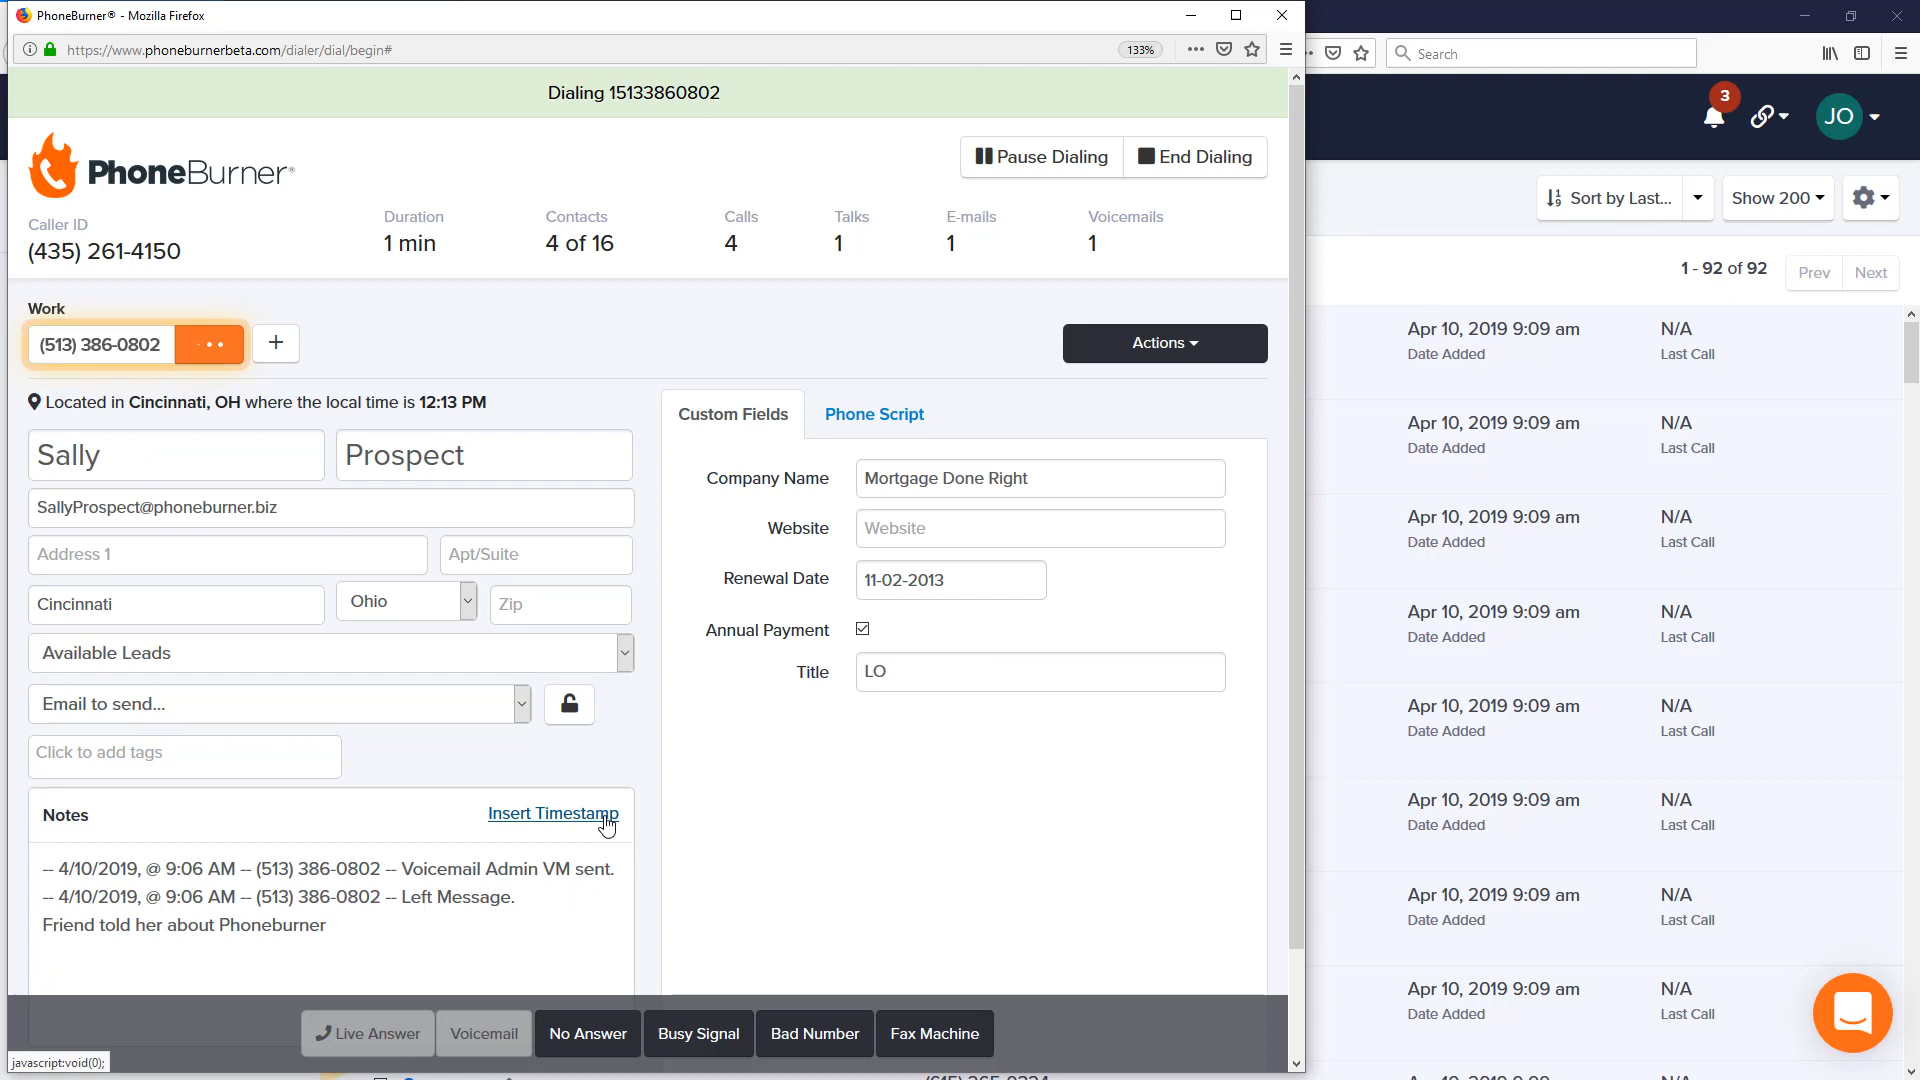 PhoneBurner® - Mozilla Firefox
https://www.phoneburnerbeta.com/dialer/dial/begin#
133%
Search
Dialing 15133860802
PhoneBurner®
Pause Dialing
End Dialing
3
JO
Caller ID
(435) 261-4150
Duration
1 min
Contacts
4 of 16
Calls
4
Talks
1
E-mails
1
Voicemails
1
Sort by Last...
Show 200
1 - 92 of 92
Prev
Next
Work
(513) 386-0802
+
Actions
Located in Cincinnati, OH where the local time is 12:13 PM
Sally
Prospect
SallyProspect@phoneburner.biz
Address 1
Apt/Suite
Cincinnati
Ohio
Zip
Available Leads
Email to send...
Click to add tags
Notes
Insert Timestamp
-- 4/10/2019, @ 9:06 AM -- (513) 386-0802 -- Voicemail Admin VM sent.
-- 4/10/2019, @ 9:06 AM -- (513) 386-0802 -- Left Message.
Friend told her about Phoneburner
Custom Fields
Phone Script
Company Name
Mortgage Done Right
Website
Website
Renewal Date
11-02-2013
Annual Payment
Title
LO
Live Answer
Voicemail
No Answer
Busy Signal
Bad Number
Fax Machine
javascript:void(0);
Apr 10, 2019 9:09 am
N/A
Date Added
Last Call
Apr 10, 2019 9:09 am
N/A
Date Added
Last Call
Apr 10, 2019 9:09 am
N/A
Date Added
Last Call
Apr 10, 2019 9:09 am
N/A
Date Added
Last Call
Apr 10, 2019 9:09 am
N/A
Date Added
Last Call
Apr 10, 2019 9:09 am
N/A
Date Added
Last Call
Apr 10, 2019 9:09 am
N/A
Date Added
Last Call
Apr 10, 2019 9:09 am
N/A
Date Added
Last Call